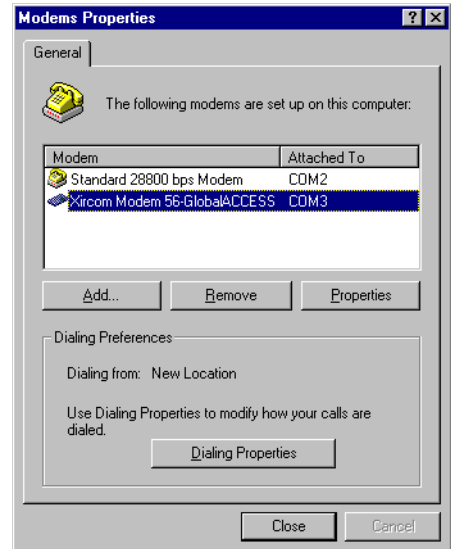 Modems Properties
General
The following modems are set up on this computer:
Modem Attached To
Standard 28800 bps Modem COM2
Xircom Modem 56-GlobalACCESS COM3
Add... Remove Properties
Dialing Preferences
Dialing from: New Location
Use Dialing Properties to modify how your calls are
dialed.
Dialing Properties
Close Cancel